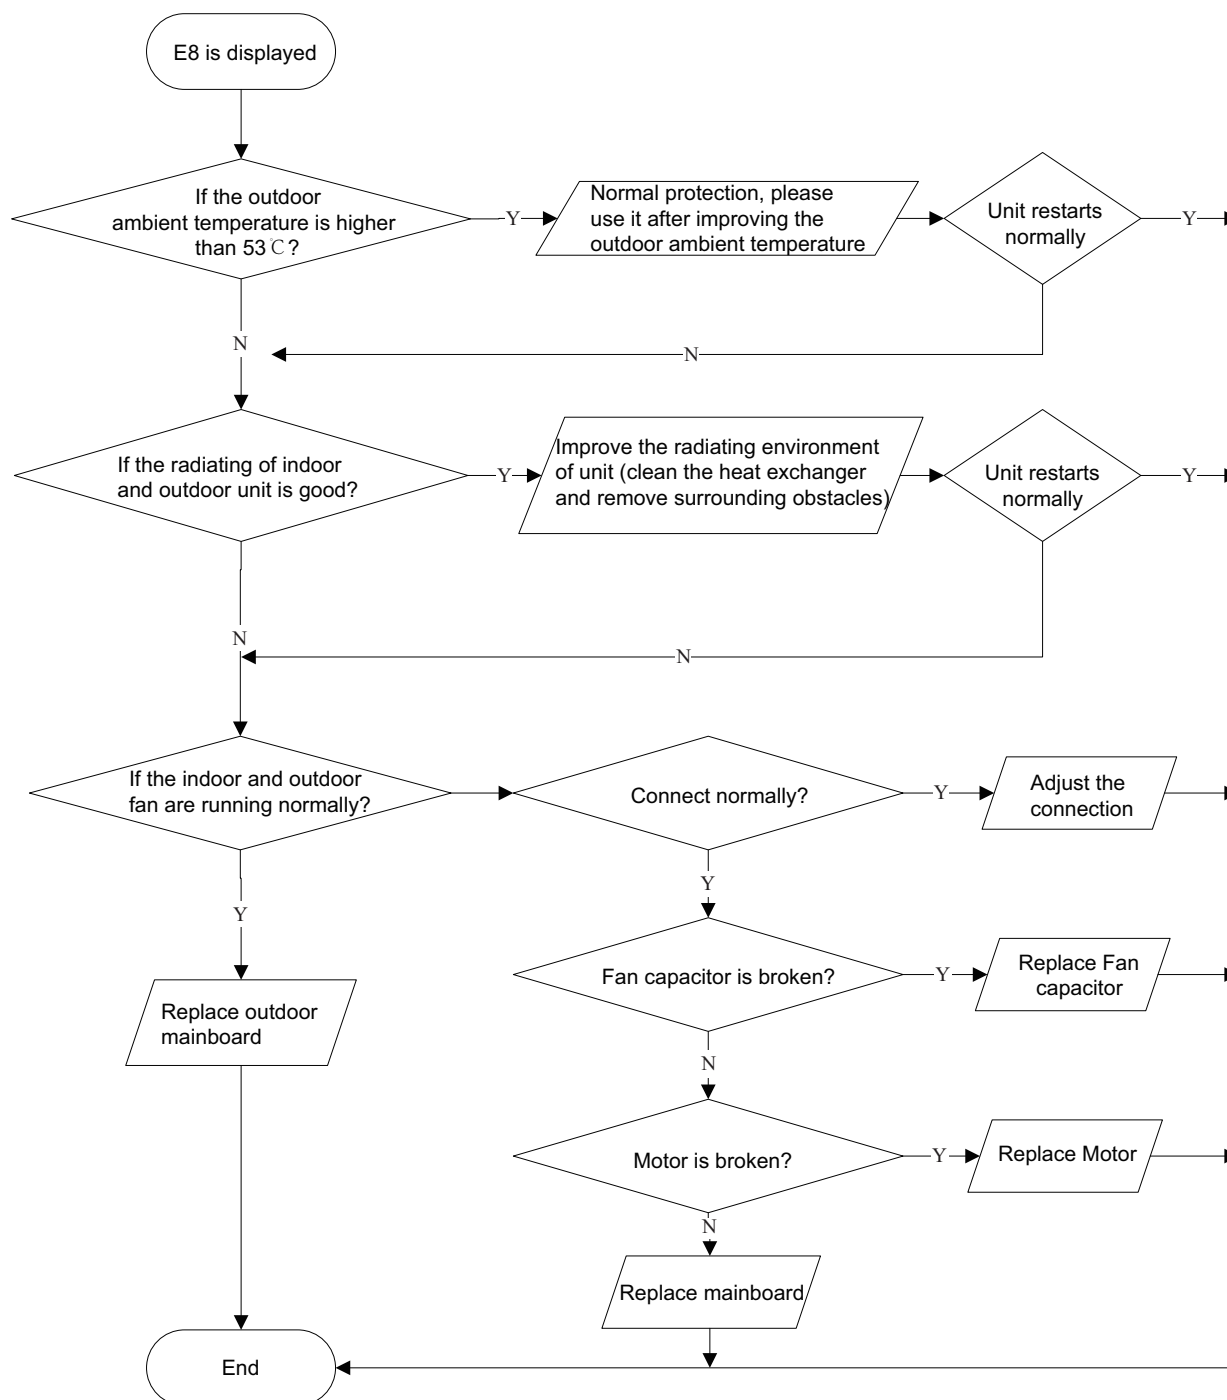 E8 is displayed
If the outdoor
ambient temperature is higher
than 53℃?
Y
Normal protection, please
use it after improving the
outdoor ambient temperature
Unit restarts
normally
Y
N
N
If the radiating of indoor
and outdoor unit is good?
Y
Improve the radiating environment
of unit (clean the heat exchanger
and remove surrounding obstacles)
Unit restarts
normally
Y
N
N
If the indoor and outdoor
fan are running normally?
Connect normally?
Y
Adjust the
connection
Y
Y
Fan capacitor is broken?
Y
Replace Fan
capacitor
Replace outdoor
mainboard
N
Motor is broken?
Y
Replace Motor
N
Replace mainboard
End